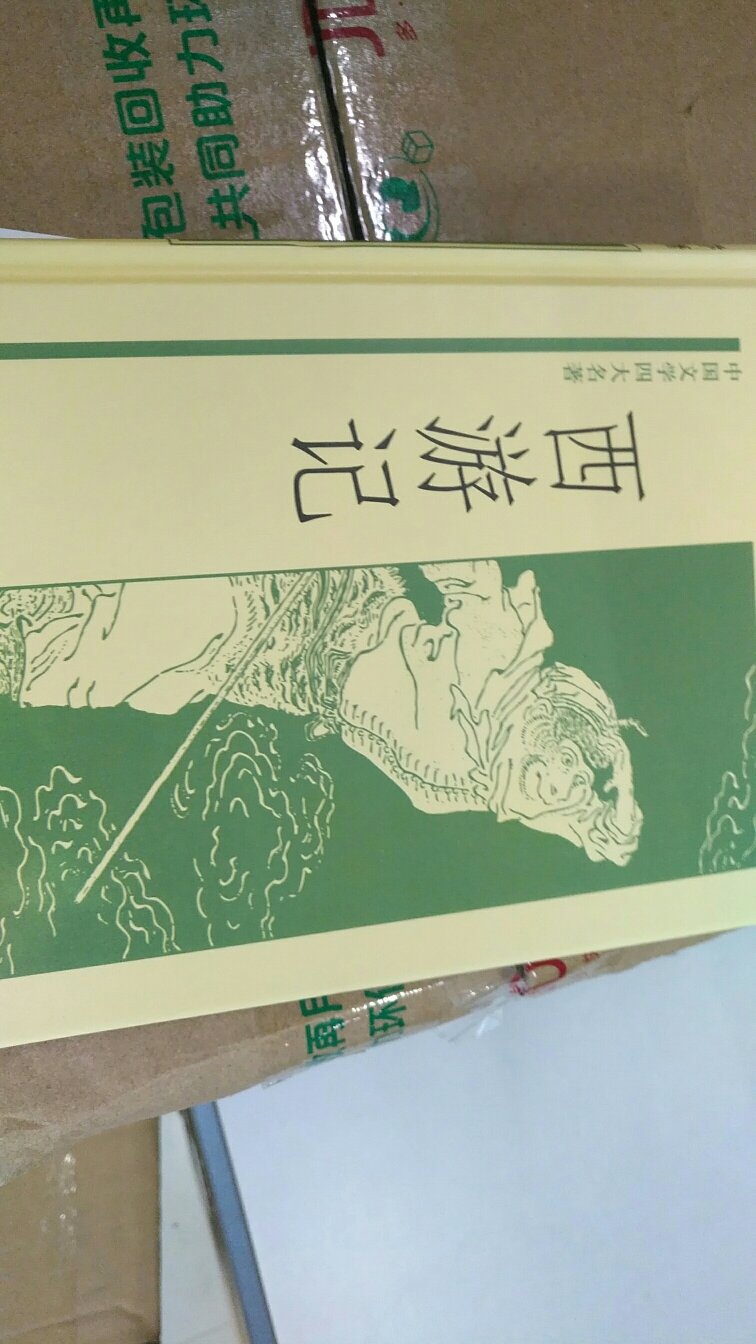 包装回收再
共同助力环
中国文学四大名著
西游记